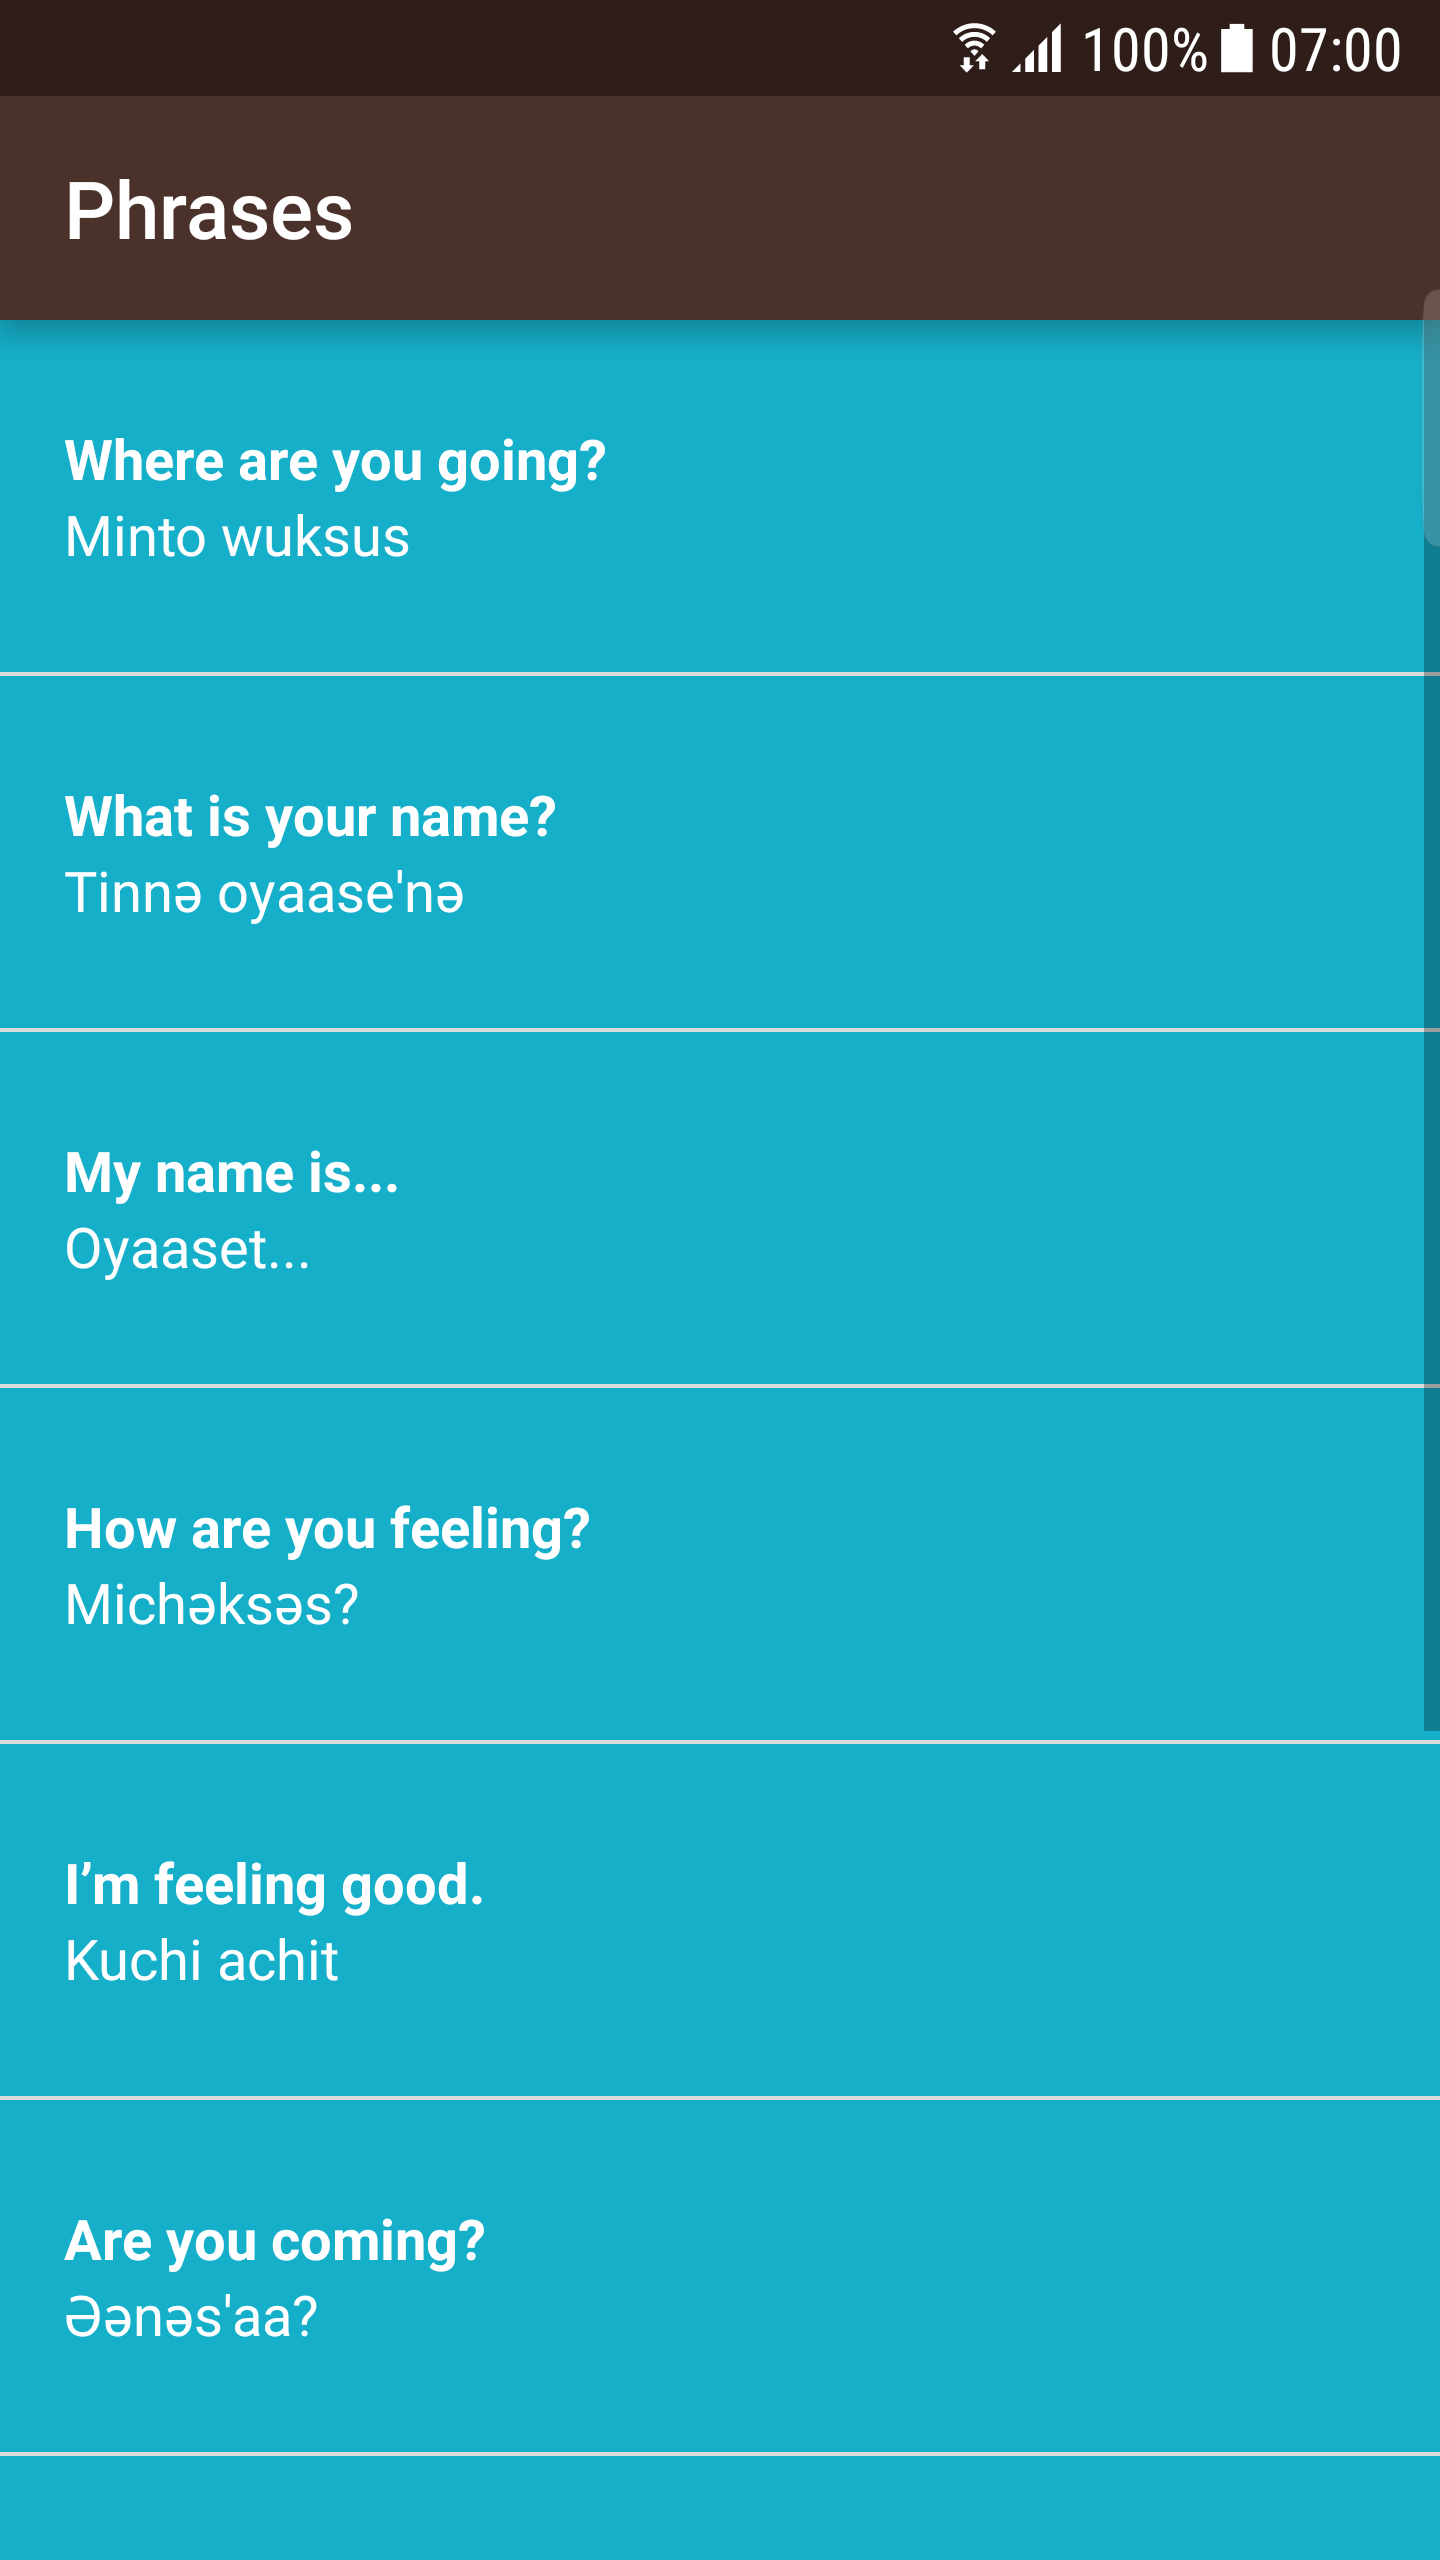 100% 07:00
Phrases
Where are you going?
Minto wuksus
What is your name?
Tinnə oyaase'nə
My name is...
Oyaaset...
How are you feeling?
Michəksəs?
I’m feeling good.
Kuchi achit
Are you coming?
Əənəs'aa?